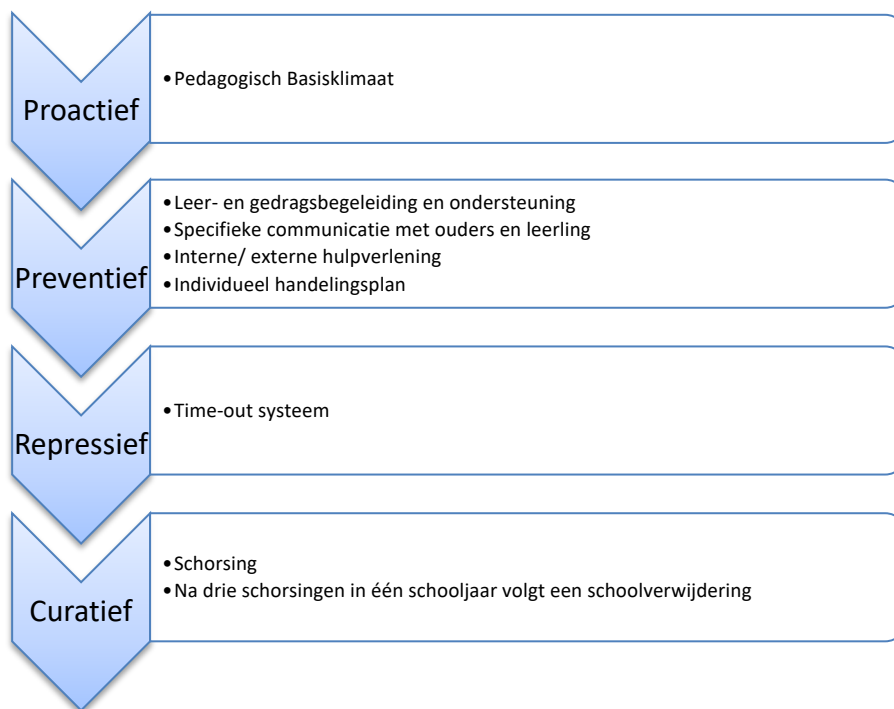 Proactief
•Pedagogisch Basisklimaat
Preventief
•Leer- en gedragsbegeleiding en ondersteuning
•Specifieke communicatie met ouders en leerling
•Interne/ externe hulpverlening
•Individueel handelingsplan
Repressief
•Time-out systeem
Curatief
•Schorsing
•Na drie schorsingen in één schooljaar volgt een schoolverwijdering